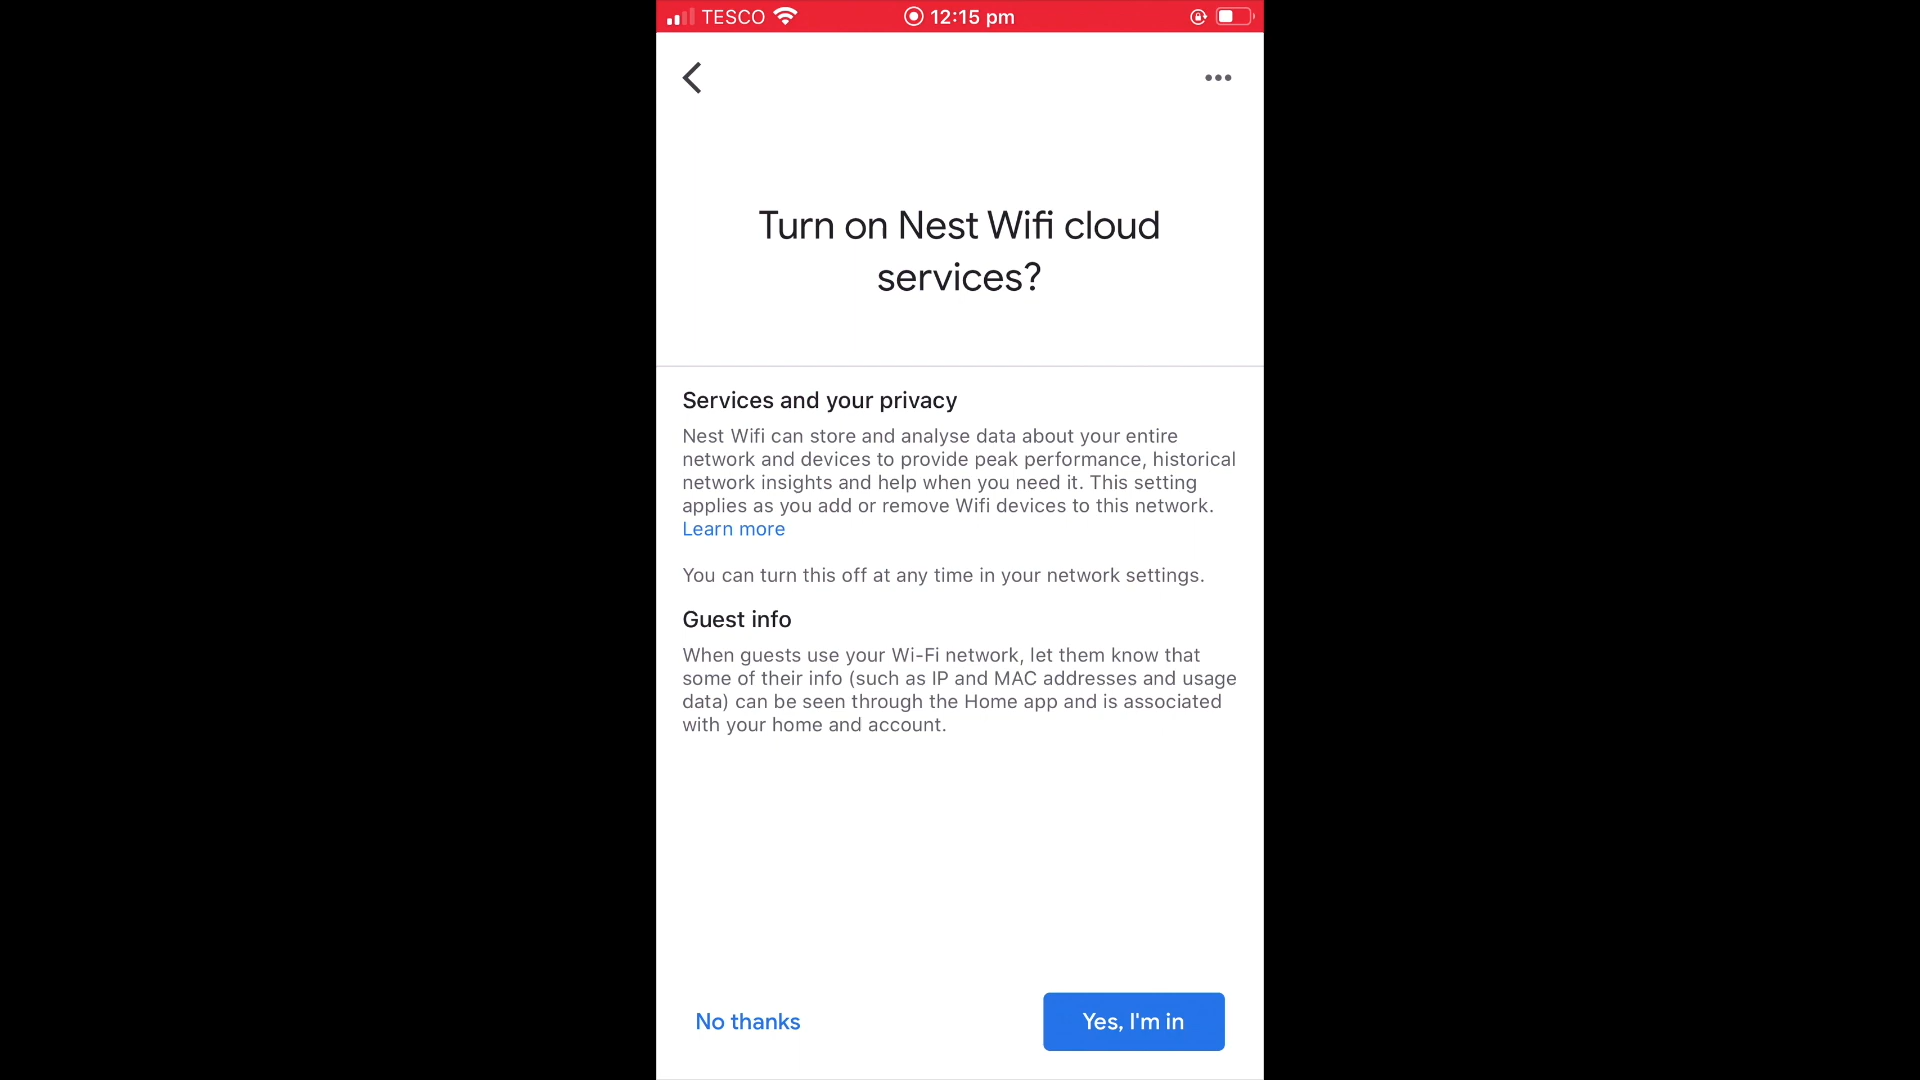 TESCO
12:15 pm
Turn on Nest Wifi cloud
services?
Services and your privacy
Nest Wifi can store and analyse data about your entire
network and devices to provide peak performance, historical
network insights and help when you need it. This setting
applies as you add or remove Wifi devices to this network.
Learn more
You can turn this off at any time in your network settings.
Guest info
When guests use your Wi-Fi network, let them know that
some of their info (such as IP and MAC addresses and usage
data) can be seen through the Home app and is associated
with your home and account.
No thanks
Yes, I'm in